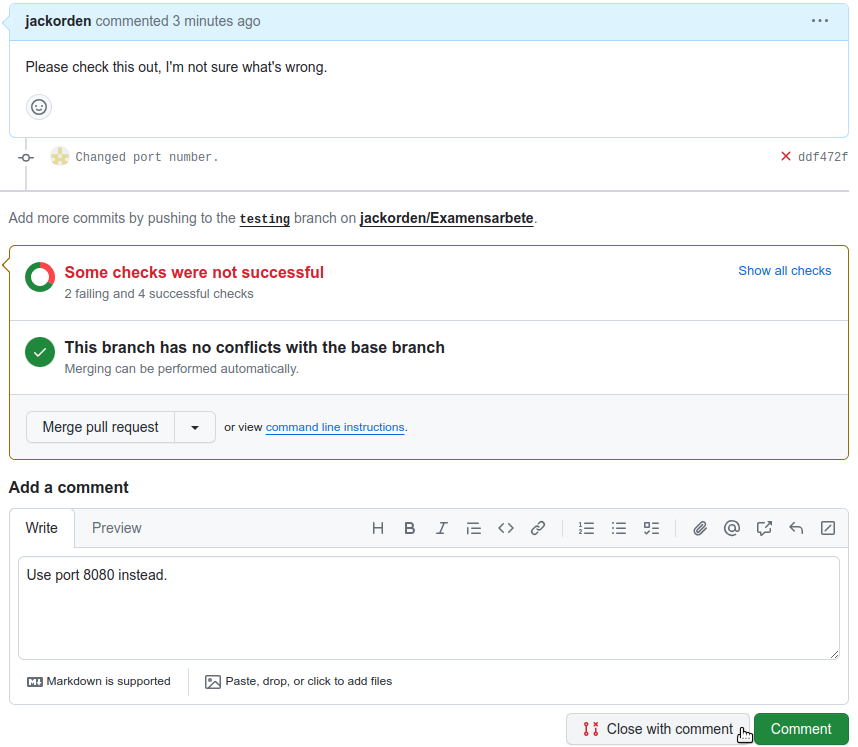 jackorden commented 3 minutes ago
Please check this out, I'm not sure what's wrong.
Changed port number. ddf472f
Add more commits by pushing to the testing branch on jackorden/Examensarbete.
Some checks were not successful Show all checks
2 failing and 4 successful checks
This branch has no conflicts with the base branch
Merging can be performed automatically.
Merge pull request or view command line instructions.
Add a comment
Write Preview
Use port 8080 instead.
Markdown is supported Paste, drop, or click to add files
Close with comment Comment